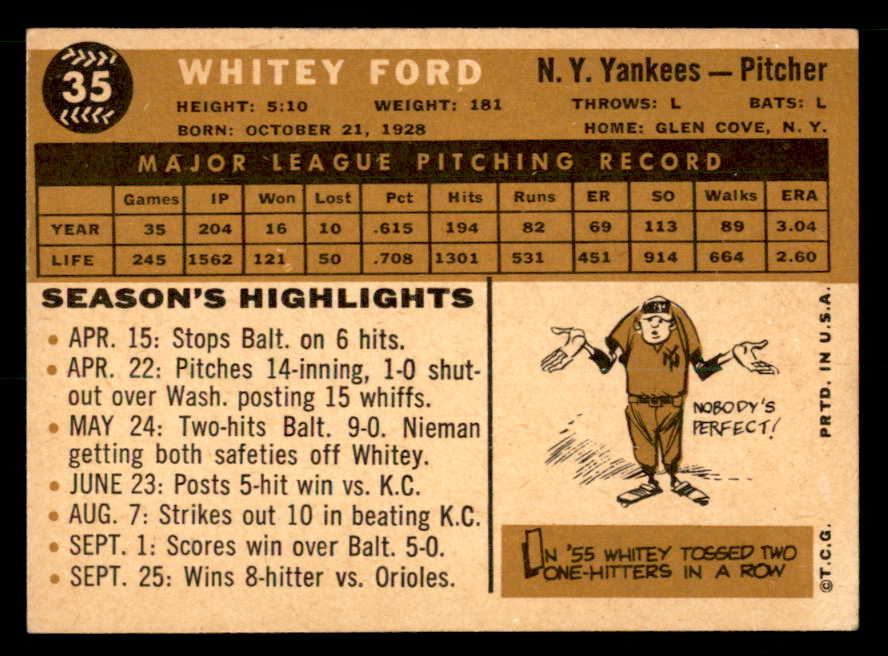 35
WHITEY FORD
N. Y. Yankees — Pitcher
HEIGHT: 5:10 WEIGHT: 181 THROWS: L BATS: L
BORN: OCTOBER 21, 1928 HOME: GLEN COVE, N. Y.
MAJOR LEAGUE PITCHING RECORD
Games IP Won Lost Pct Hits Runs ER SO Walks ERA
YEAR 35 204 16 10 .615 194 82 69 113 89 3.04
LIFE 245 1562 121 50 .708 1301 531 451 914 664 2.60
SEASON'S HIGHLIGHTS
• APR. 15: Stops Balt. on 6 hits.
• APR. 22: Pitches 14-inning, 1-0 shut-
out over Wash. posting 15 whiffs.
• MAY 24: Two-hits Balt. 9-0. Nieman
getting both safeties off Whitey.
• JUNE 23: Posts 5-hit win vs. K.C.
• AUG. 7: Strikes out 10 in beating K.C.
• SEPT. 1: Scores win over Balt. 5-0.
• SEPT. 25: Wins 8-hitter vs. Orioles.
NY
NOBODY'S
PERFECT!
IN '55 WHITEY TOSSED TWO
ONE-HITTERS IN A ROW
©T.C.G. PRTD. IN U.S.A.